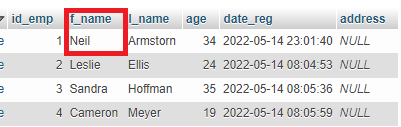 id_emp f_name l_name age date_reg address
1 Neil Armstorn 34 2022-05-14 23:01:40 NULL
2 Leslie Ellis 24 2022-05-14 08:04:53 NULL
3 Sandra Hoffman 35 2022-05-14 08:05:36 NULL
4 Cameron Meyer 19 2022-05-14 08:05:59 NULL